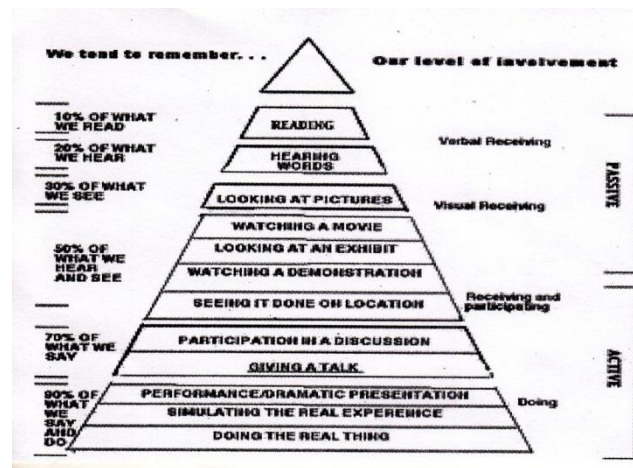 We tend to remember. . .
Our level of involvement
10% OF WHAT
WE READ
READING
Verbal Receiving
20% OF WHAT
WE HEAR
HEARING
WORDS
30% OF WHAT
WE SEE
LOOKING AT PICTURES
Visual Receiving
PASSIVE
50% OF
WHAT WE
HEAR
AND SEE
WATCHING A MOVIE
LOOKING AT AN EXHIBIT
WATCHING A DEMONSTRATION
SEEING IT DONE ON LOCATION
Receiving and
participating
70% OF
WHAT WE
SAY
PARTICIPATION IN A DISCUSSION
GIVING A TALK
ACTIVE
90% OF
WHAT
WE
SAY
AND
DO
PERFORMANCE/DRAMATIC PRESENTATION
SIMULATING THE REAL EXPERIENCE
DOING THE REAL THING
Doing